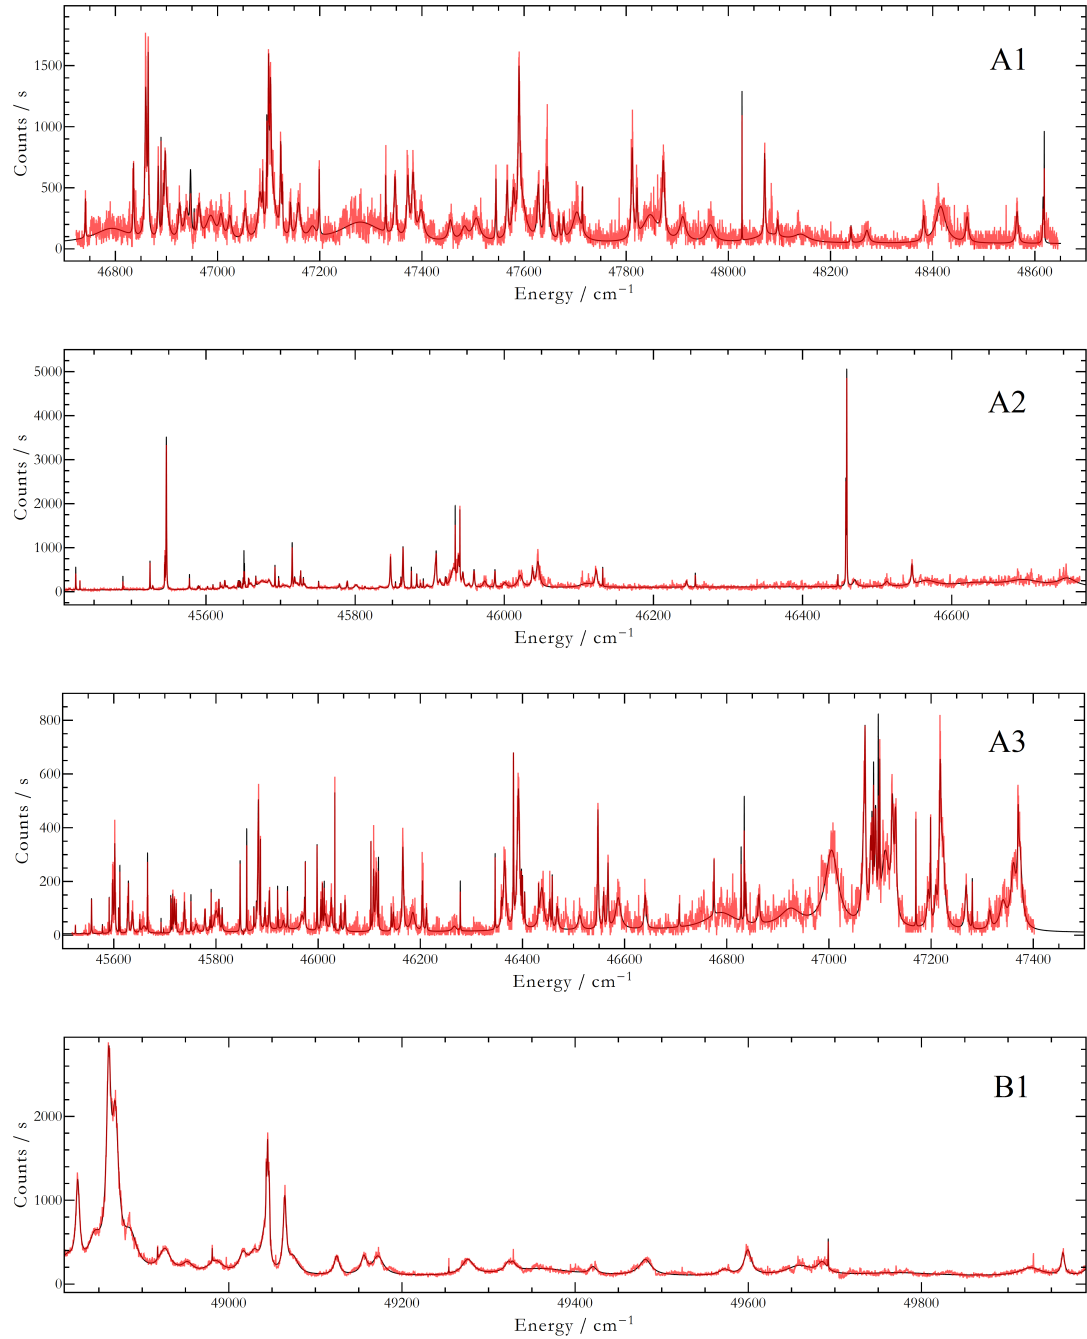 A1
Counts / s
1500
1000
500
0
46800 47000 47200 47400 47600 47800 48000 48200 48400 48600
Energy / cm⁻¹
A2
Counts / s
5000
4000
3000
2000
1000
0
45600 45800 46000 46200 46400 46600
Energy / cm⁻¹
A3
Counts / s
800
600
400
200
0
45600 45800 46000 46200 46400 46600 46800 47000 47200 47400
Energy / cm⁻¹
B1
Counts / s
2000
1000
0
49000 49200 49400 49600 49800
Energy / cm⁻¹